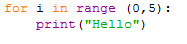 for i in range (0,5):
    print("Hello")